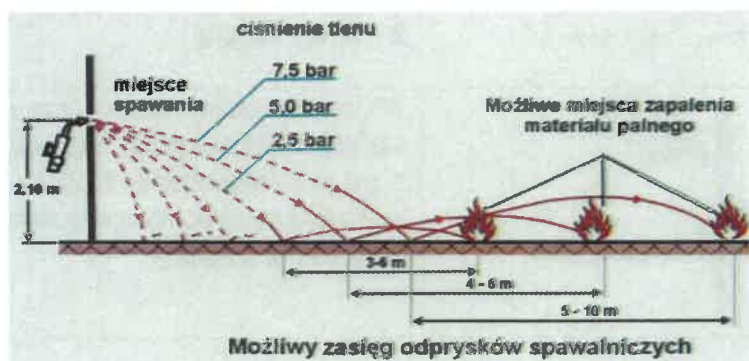 ciśnienie tlenu
7,5 bar
miejsce
spawania
5,0 bar
Możliwe miejsca zapalenia
materiału palnego
2,5 bar
2,10 m
3-6 m
4 - 6 m
5 - 10 m
Możliwy zasięg odprysków spawalniczych